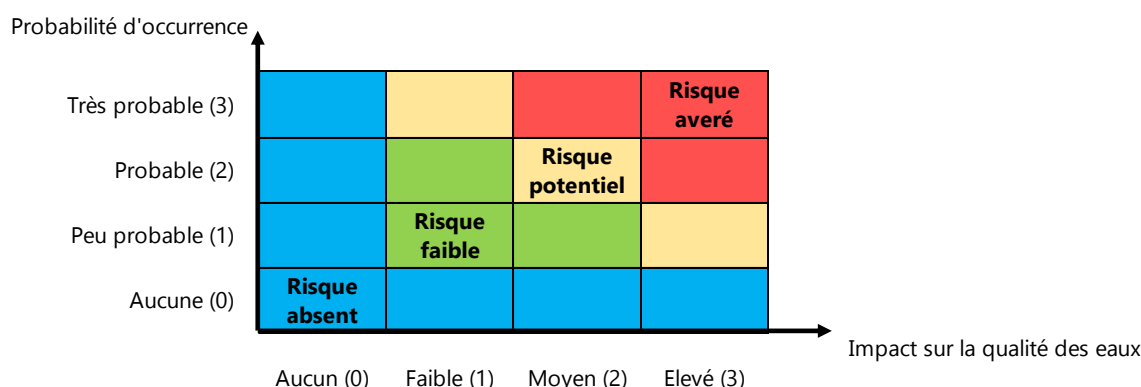 Probabilité d'occurrence
Très probable (3)
Risque
averé
Probable (2)
Risque
potentiel
Peu probable (1)
Risque
faible
Aucune (0)
Risque
absent
Impact sur la qualité des eaux
Aucun (0) Faible (1) Moyen (2) Elevé (3)